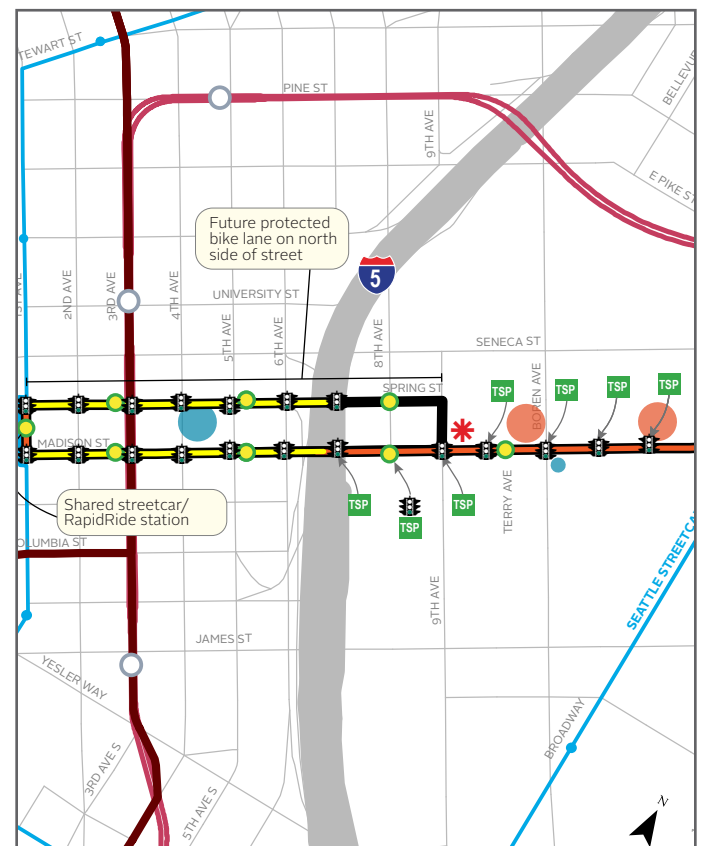 TEWART ST
PINE ST
BELLEVU
9TH AVE
E PIKE ST
Future protected
bike lane on north
side of street
5
1ST AVE
2ND AVE
3RD AVE
4TH AVE
UNIVERSITY ST
5TH AVE
6TH AVE
8TH AVE
SENECA ST
SPRING ST
BOREN AVE
TSP
TSP
TSP
TSP
MADISON ST
Shared streetcar/
RapidRide station
TSP
TSP
TSP
TERRY AVE
OLUMBIA ST
SEATTLE STREETCA
9TH AVE
JAMES ST
YESLER WAY
BROADWAY
3RD AVE S
5TH AVE S
N